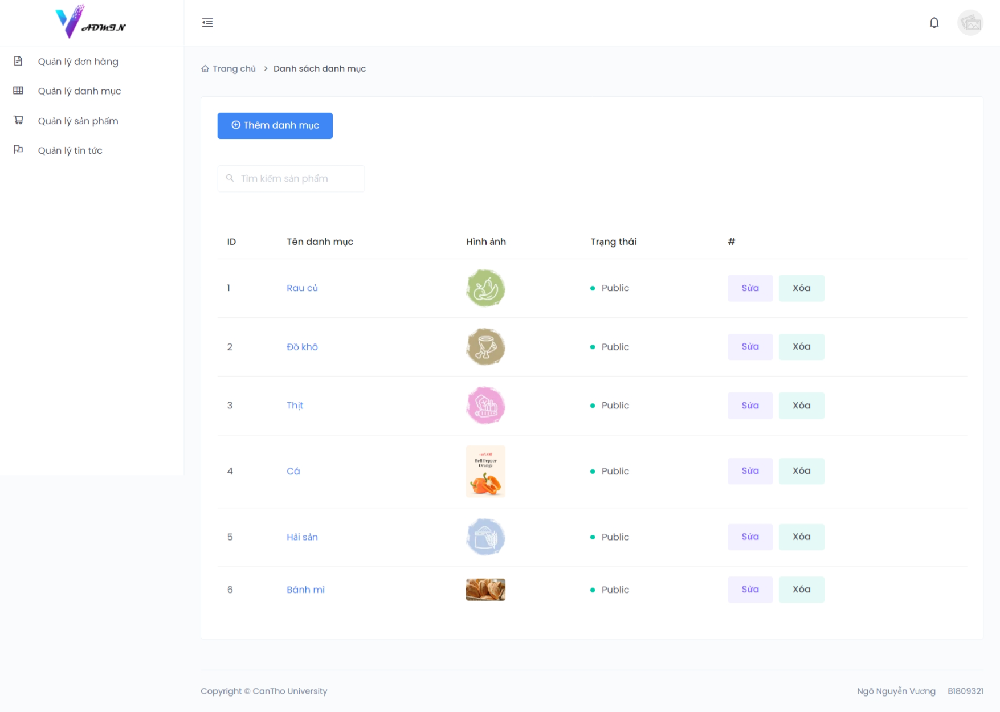 ADMIN
Quản lý đơn hàng
Quản lý danh mục
Quản lý sản phẩm
Quản lý tin tức
Trang chủ > Danh sách danh mục
Thêm danh mục
Tìm kiếm sản phẩm
ID Tên danh mục Hình ảnh Trạng thái #
1 Rau củ Public Sửa Xóa
2 Đồ khô Public Sửa Xóa
3 Thịt Public Sửa Xóa
Bell Pepper
Orange
4 Cá Public Sửa Xóa
5 Hải sản Public Sửa Xóa
6 Bánh mì Public Sửa Xóa
Copyright © CanTho University
Ngô Nguyễn Vương B1809321